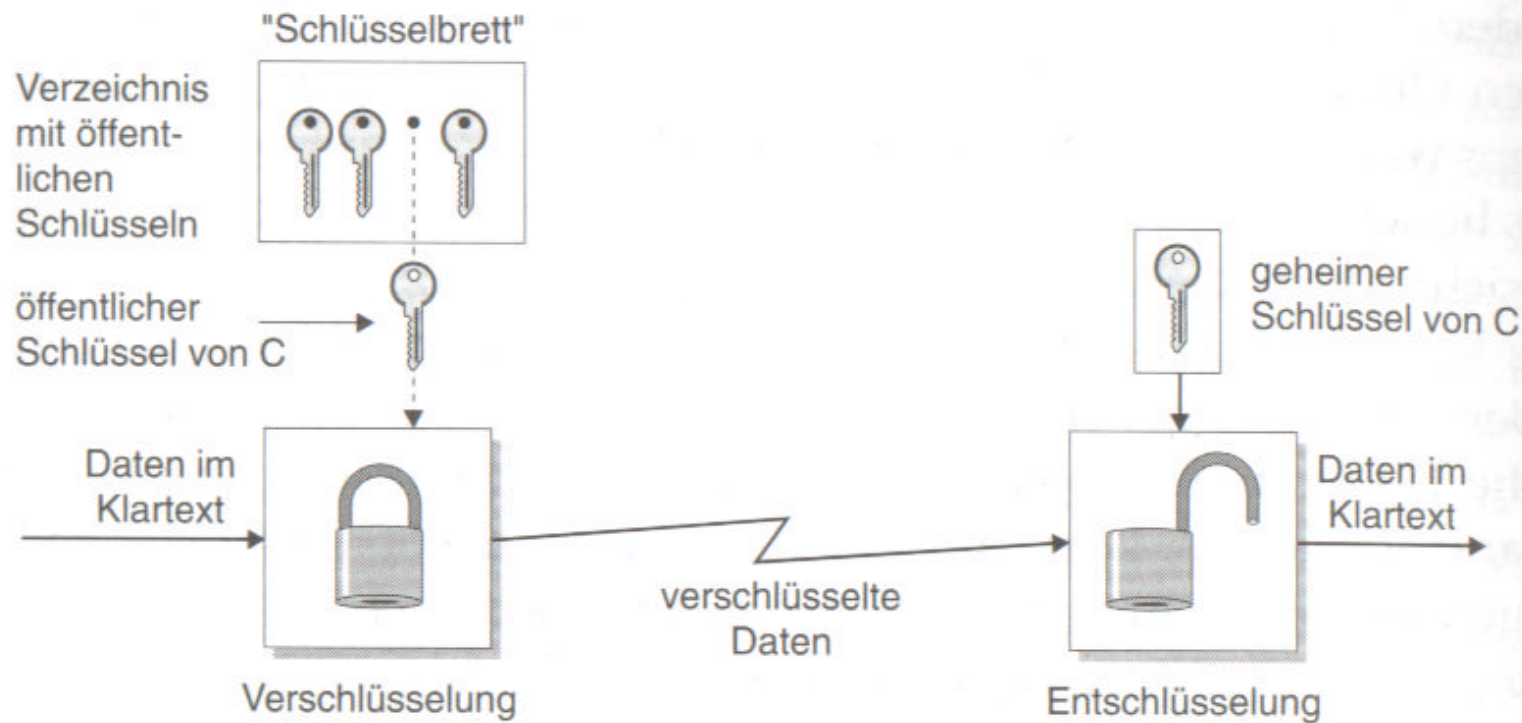 "Schlüsselbrett"
Verzeichnis
mit öffent-
lichen
Schlüsseln
öffentlicher
Schlüssel von C
geheimer
Schlüssel von C
Daten im
Klartext
verschlüsselte
Daten
Daten im
Klartext
Verschlüsselung
Entschlüsselung